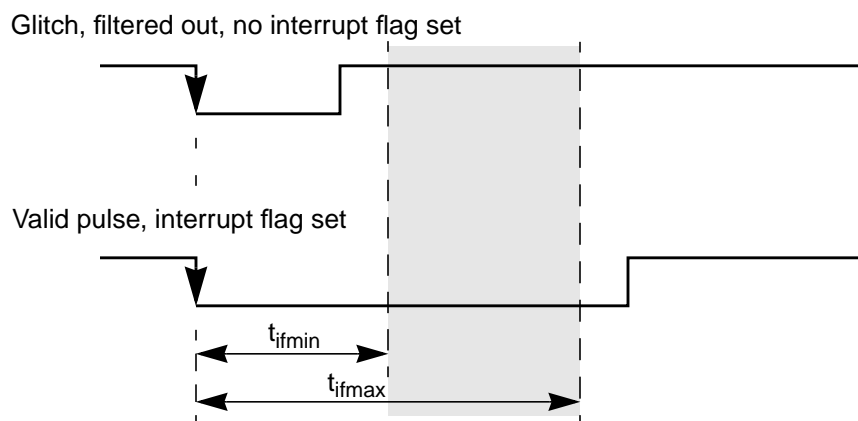 Glitch, filtered out, no interrupt flag set
Valid pulse, interrupt flag set
tifmin
tifmax